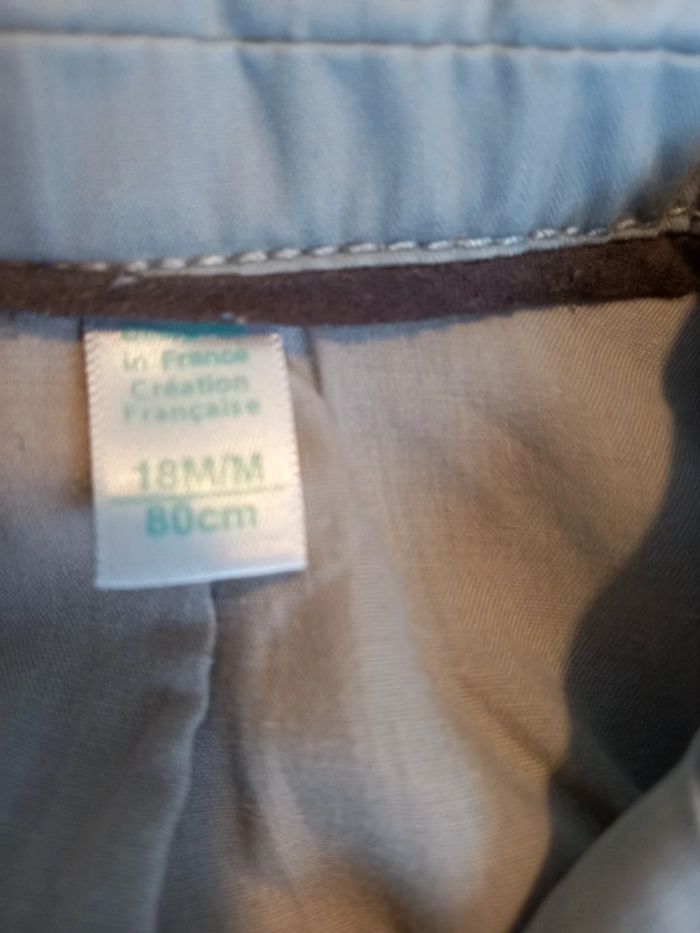 in France
Création
Française
18M/M
80cm